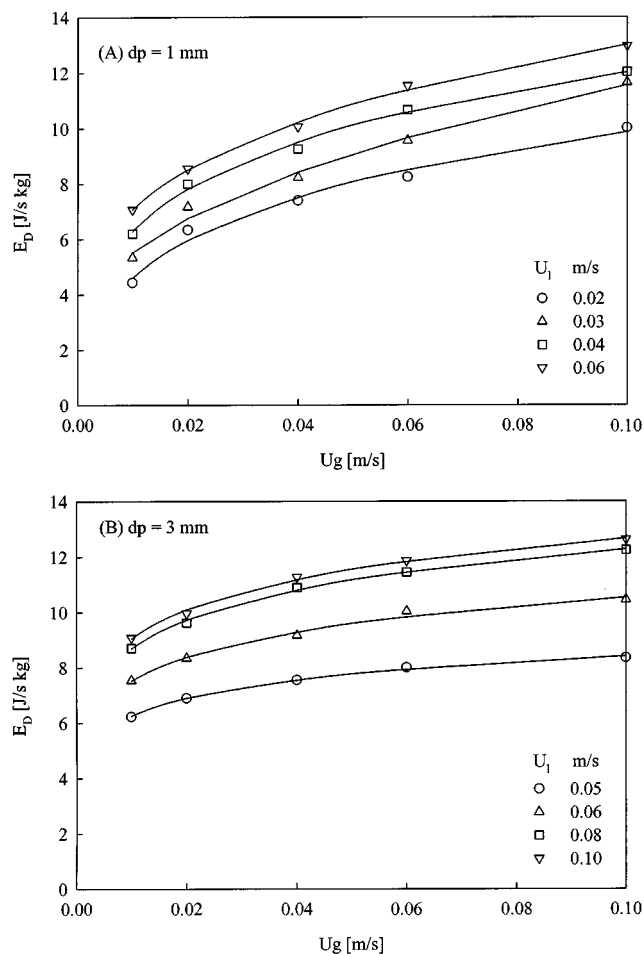 14
(A) dp = 1 mm
12
10
8
6
4
2
0
E_D [J/s kg]
U_l m/s
0.02
0.03
0.04
0.06
0.00 0.02 0.04 0.06 0.08 0.10
Ug [m/s]
14
(B) dp = 3 mm
12
10
8
6
4
2
0
E_D [J/s kg]
U_l m/s
0.05
0.06
0.08
0.10
0.00 0.02 0.04 0.06 0.08 0.10
Ug [m/s]